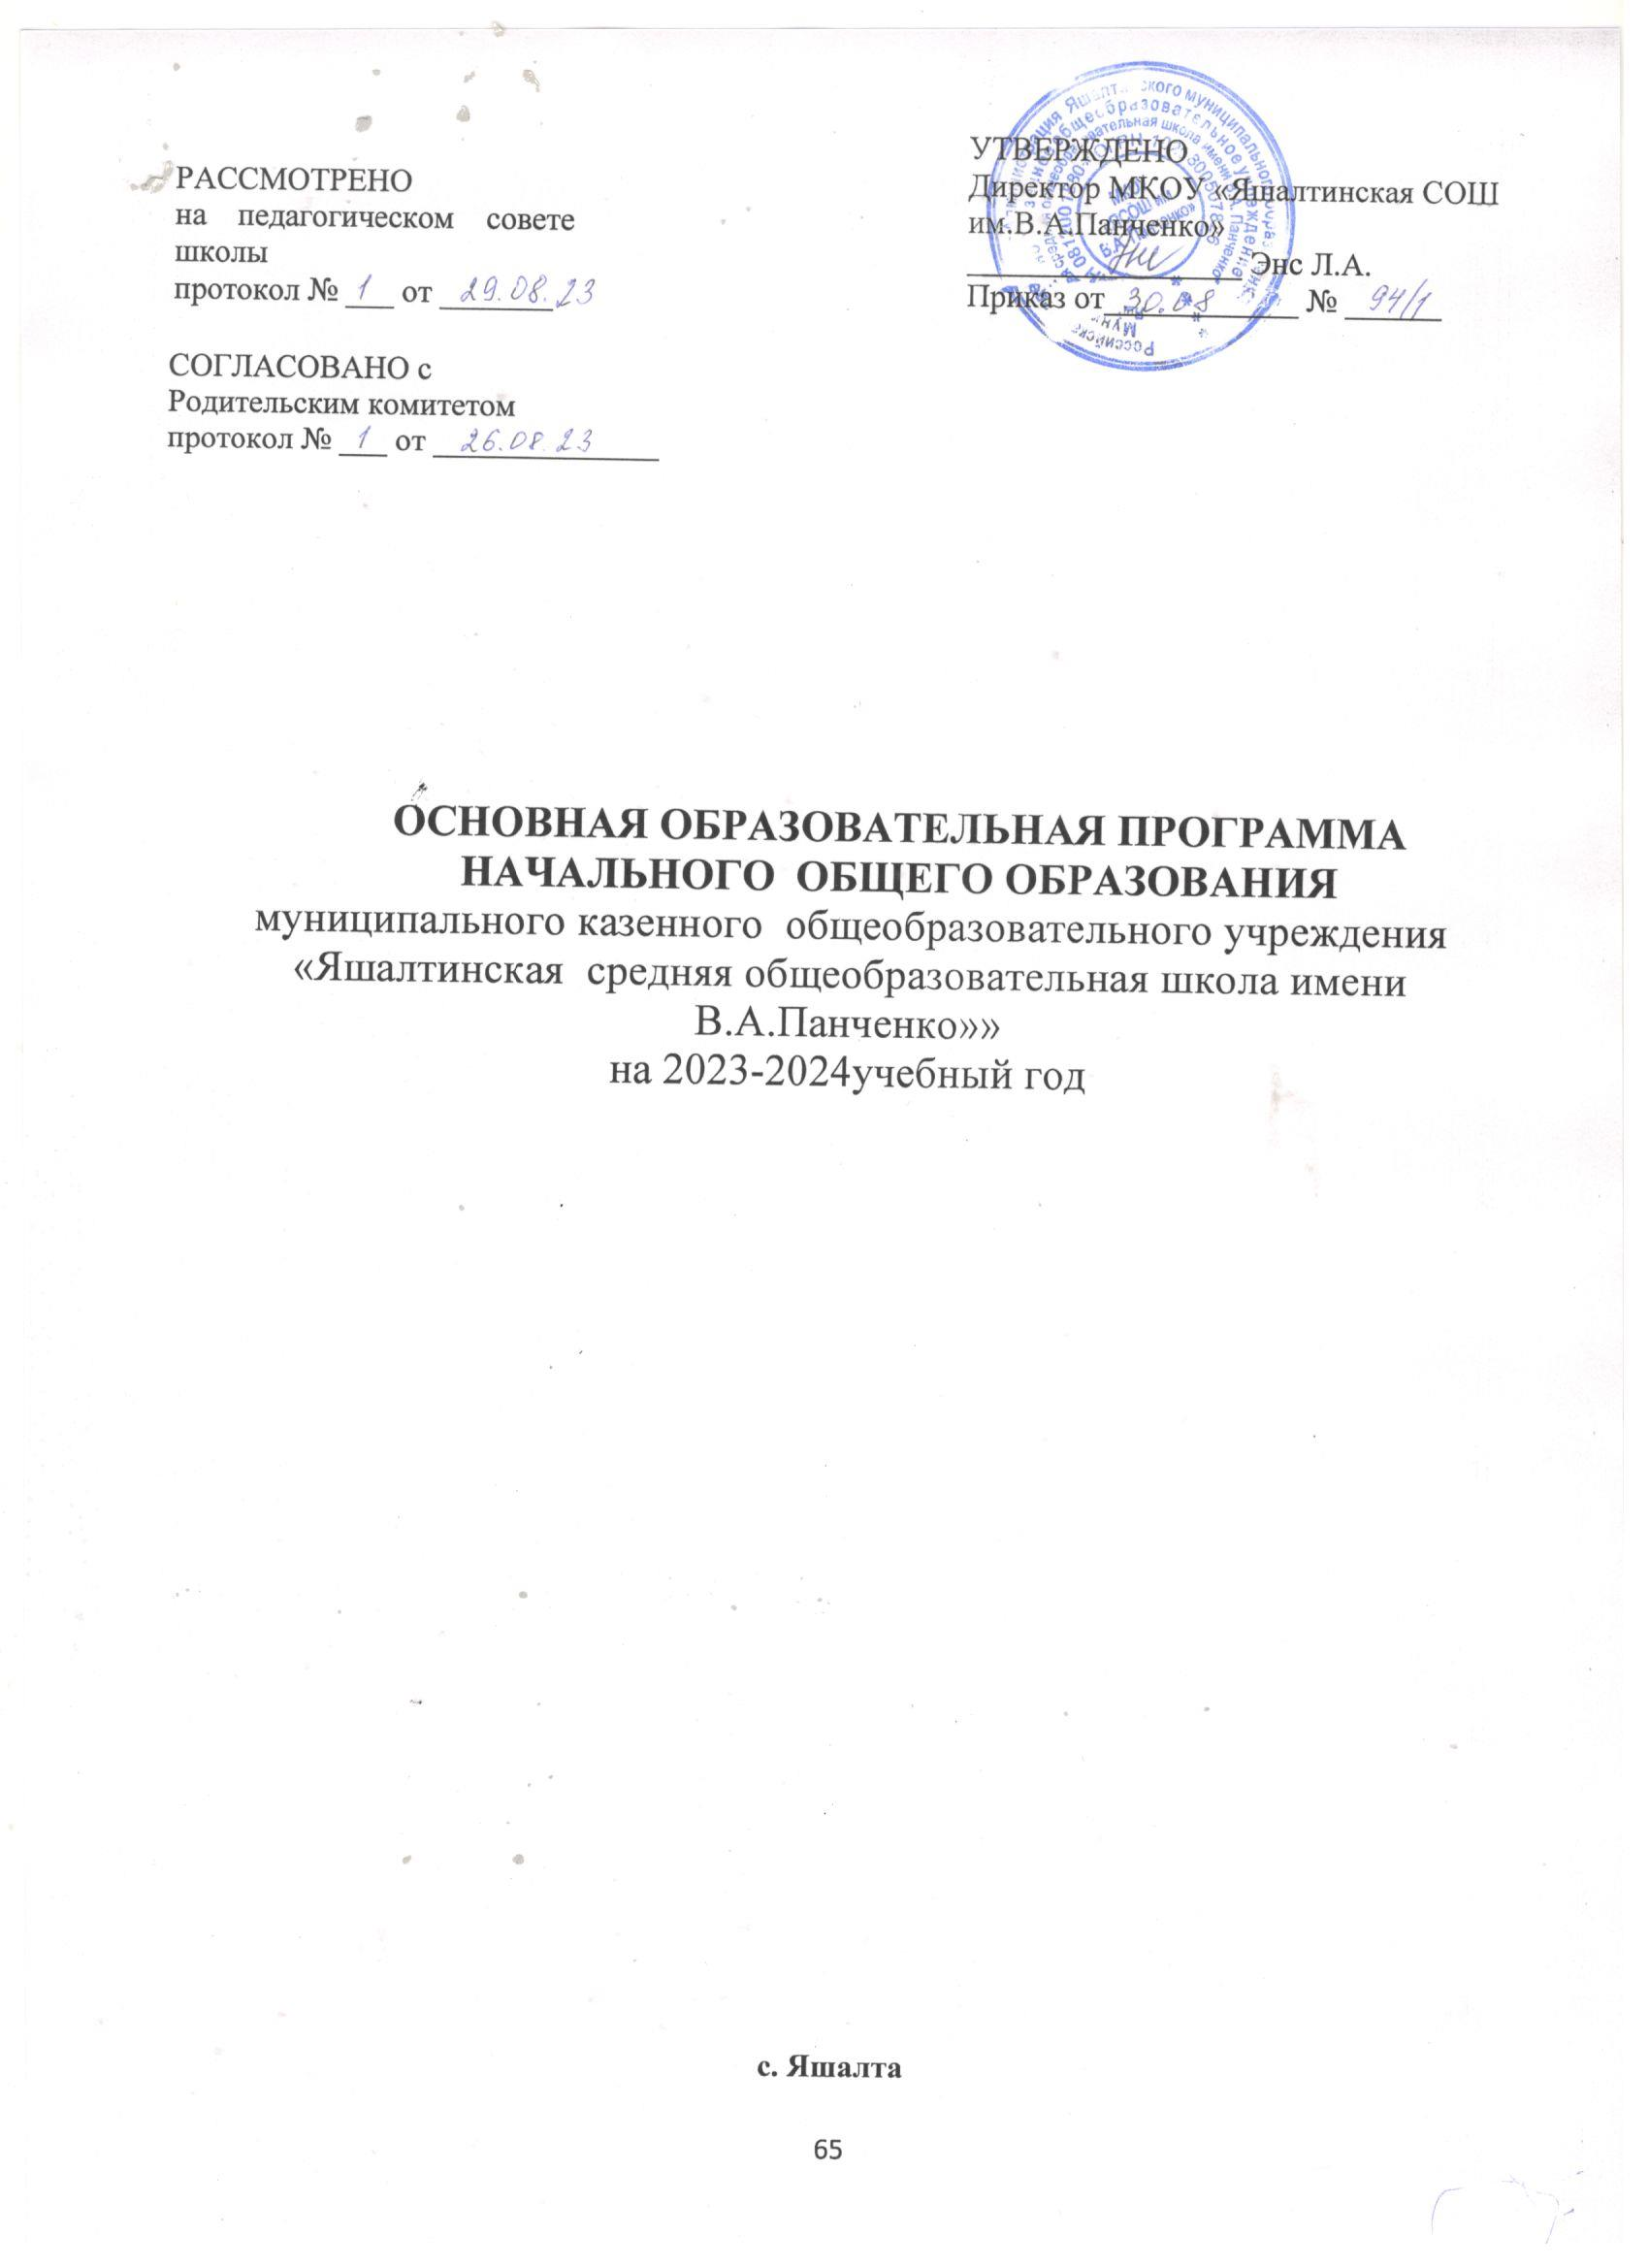 РАССМОТРЕНО
на педагогическом совете
школы
протокол № 1 от 29.08.23
СОГЛАСОВАНО с
Родительским комитетом
протокол № 1 от 26.08.23
УТВЕРЖДЕНО
Директор МКОУ «Яшалтинская СОШ
им.В.А.Панченко»
Энс Л.А.
Приказ от 30.08 № 94/1
ОСНОВНАЯ ОБРАЗОВАТЕЛЬНАЯ ПРОГРАММА
НАЧАЛЬНОГО ОБЩЕГО ОБРАЗОВАНИЯ
муниципального казенного общеобразовательного учреждения
«Яшалтинская средняя общеобразовательная школа имени
В.А.Панченко»»
на 2023-2024учебный год
с. Яшалта
65